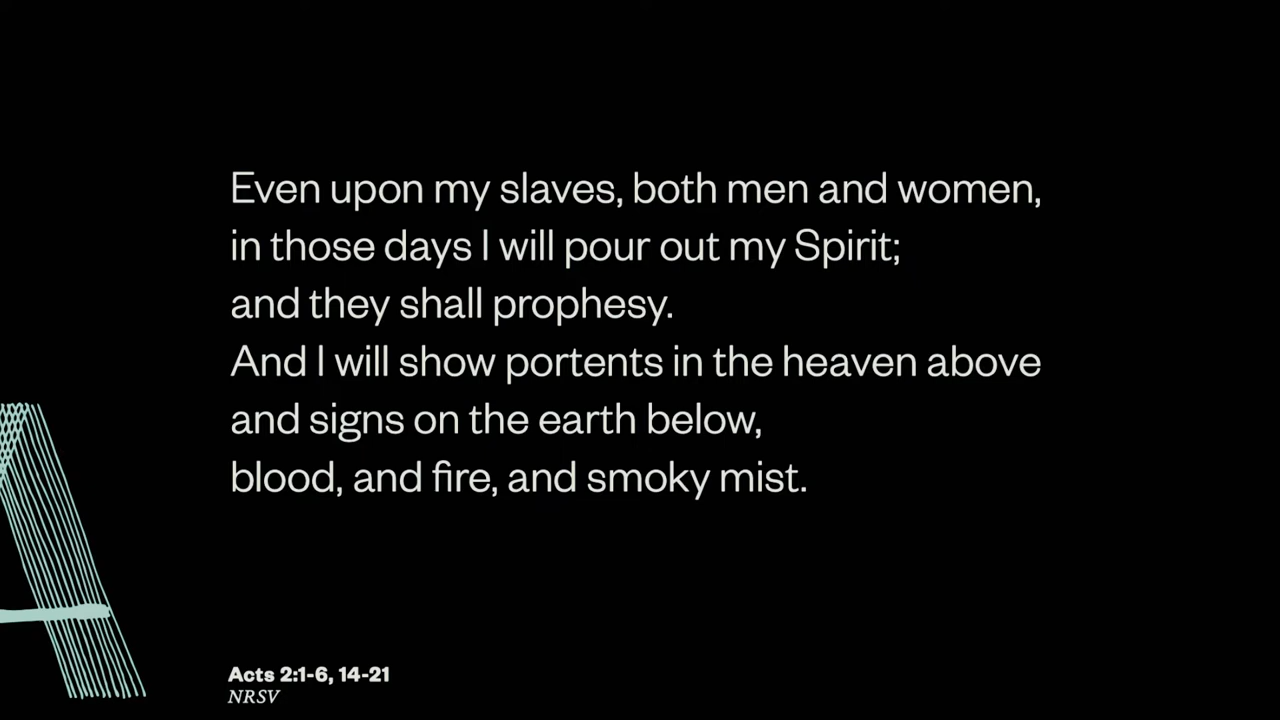 Even upon my slaves, both men and women,
in those days I will pour out my Spirit;
and they shall prophesy.
And I will show portents in the heaven above
and signs on the earth below,
blood, and fire, and smoky mist.
Acts 2:1-6, 14-21
NRSV